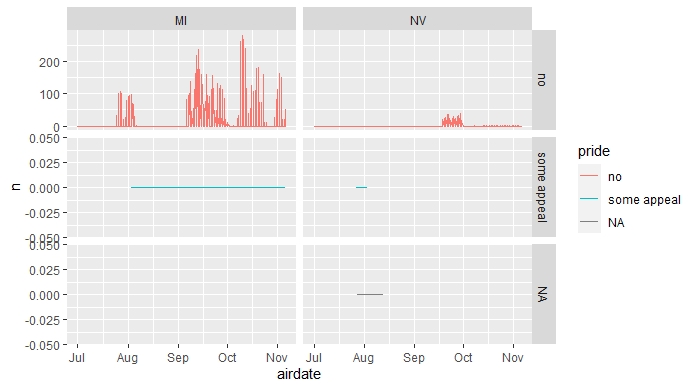 MI
NV
200
100
0
no
0.050
0.025
0.000
-0.025
-0.050
some appeal
0.050
0.025
0.000
-0.025
-0.050
NA
n
Jul Aug Sep Oct Nov
Jul Aug Sep Oct Nov
airdate
pride
no
some appeal
NA